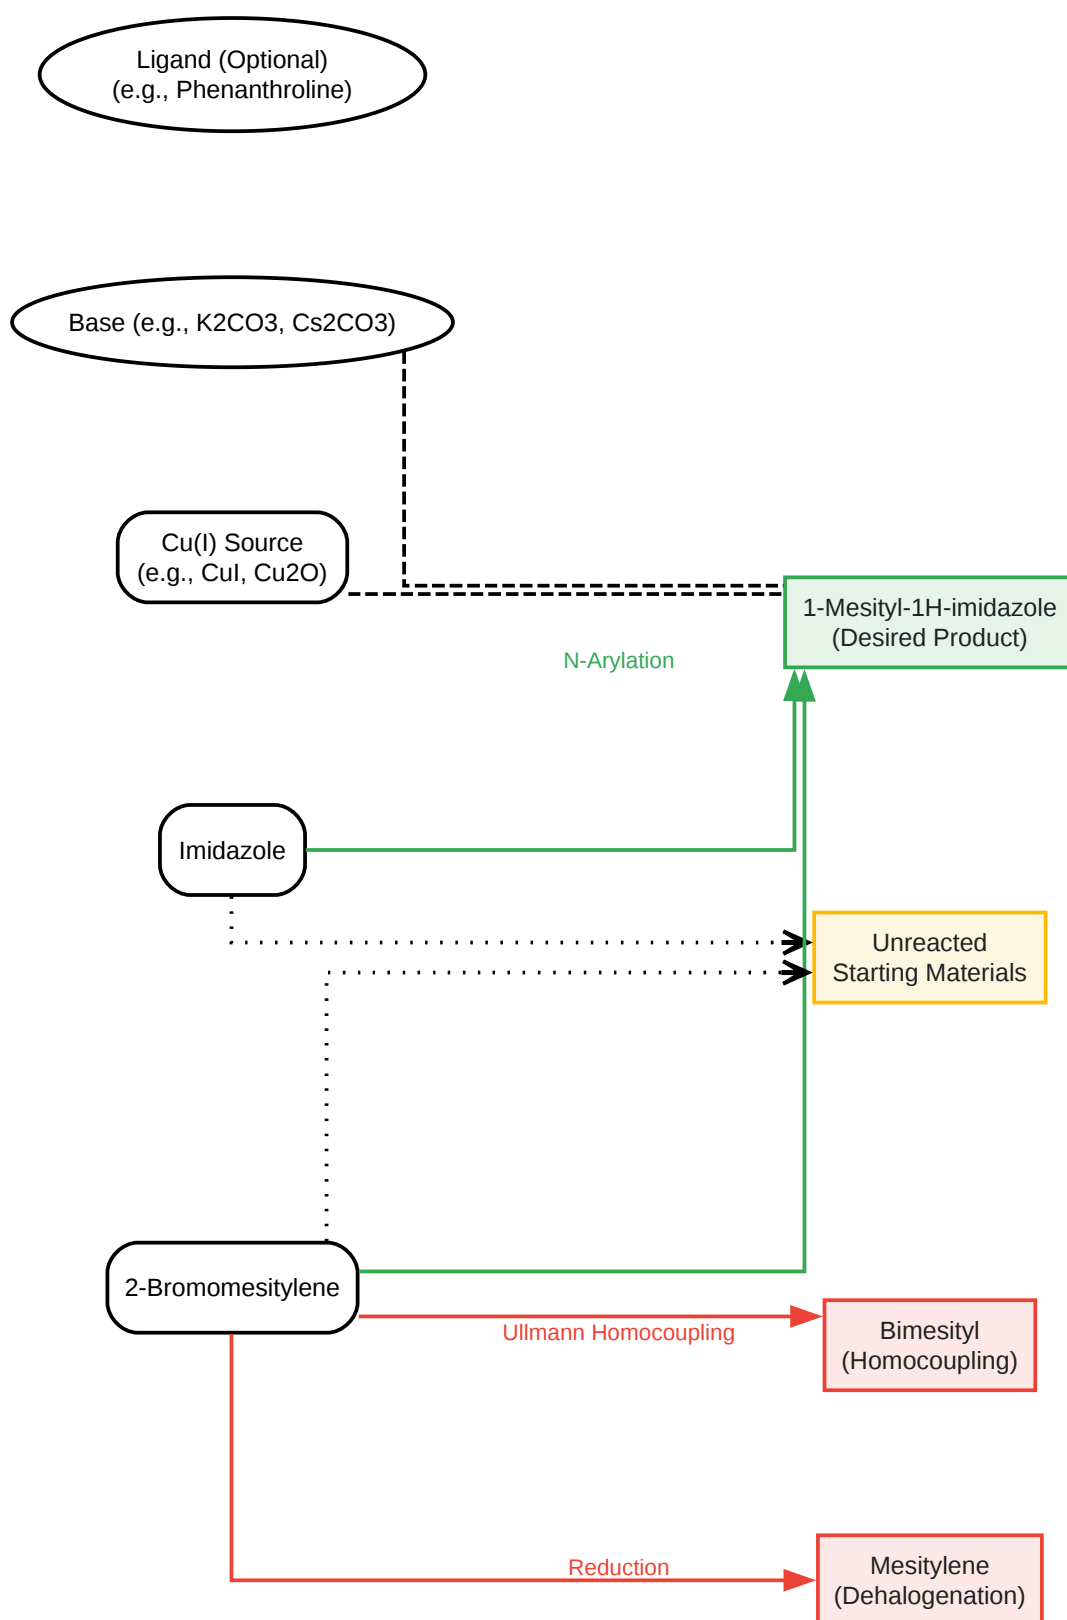 Ligand (Optional)
(e.g., Phenanthroline)
Base (e.g., K2CO3, Cs2CO3)
Cu(I) Source
(e.g., CuI, Cu2O)
1-Mesityl-1H-imidazole
(Desired Product)
N-Arylation
Imidazole
Unreacted
Starting Materials
2-Bromomesitylene
Ullmann Homocoupling
Bimesityl
(Homocoupling)
Reduction
Mesitylene
(Dehalogenation)